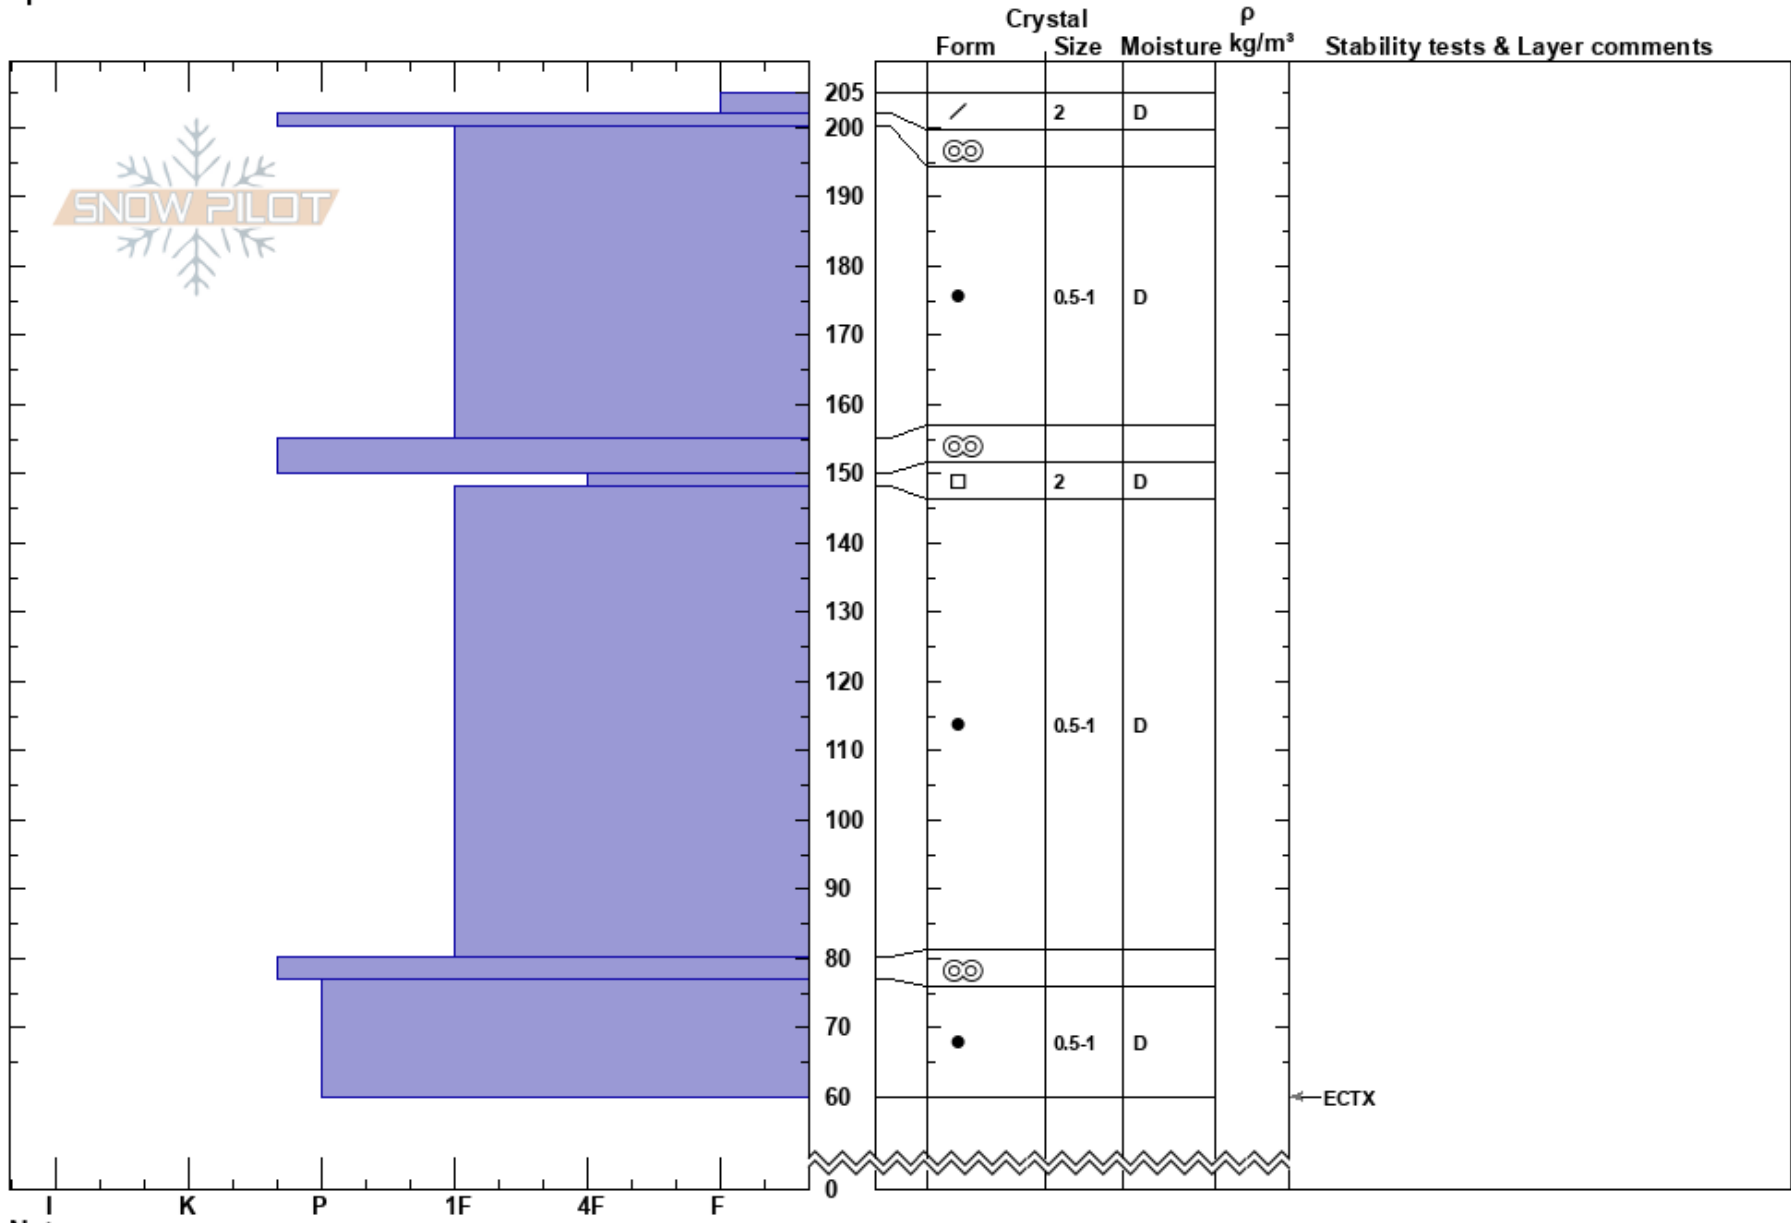 Crystal ρ
Form Size Moisture kg/m³ Stability tests & Layer comments
205
2 D
200
190
SNOW PILOT
180
0.5-1 D
170
160
150
2 D
140
130
120
0.5-1 D
110
100
90
80
70
0.5-1 D
60
ECTX
0
I K P 1F 4F F